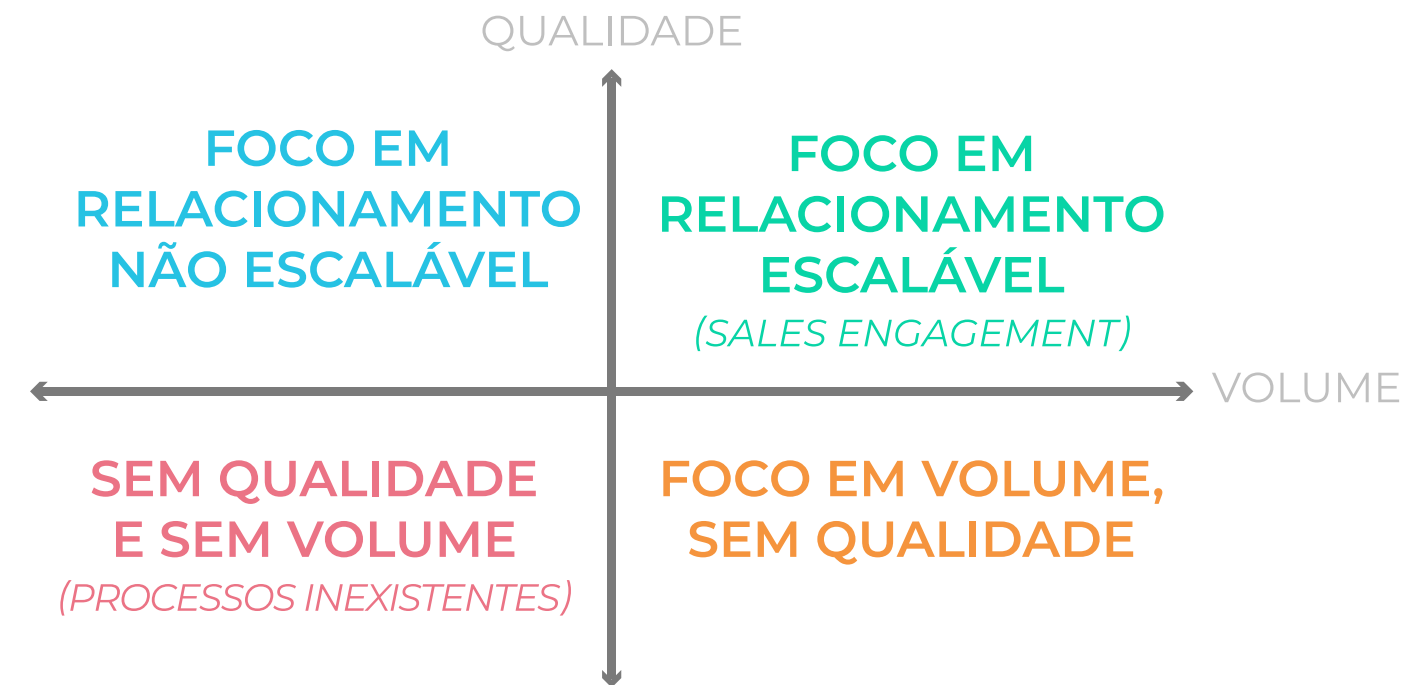 QUALIDADE
FOCO EM
RELACIONAMENTO
NÃO ESCALÁVEL
FOCO EM
RELACIONAMENTO
ESCALÁVEL
(SALES ENGAGEMENT)
VOLUME
SEM QUALIDADE
E SEM VOLUME
(PROCESSOS INEXISTENTES)
FOCO EM VOLUME,
SEM QUALIDADE